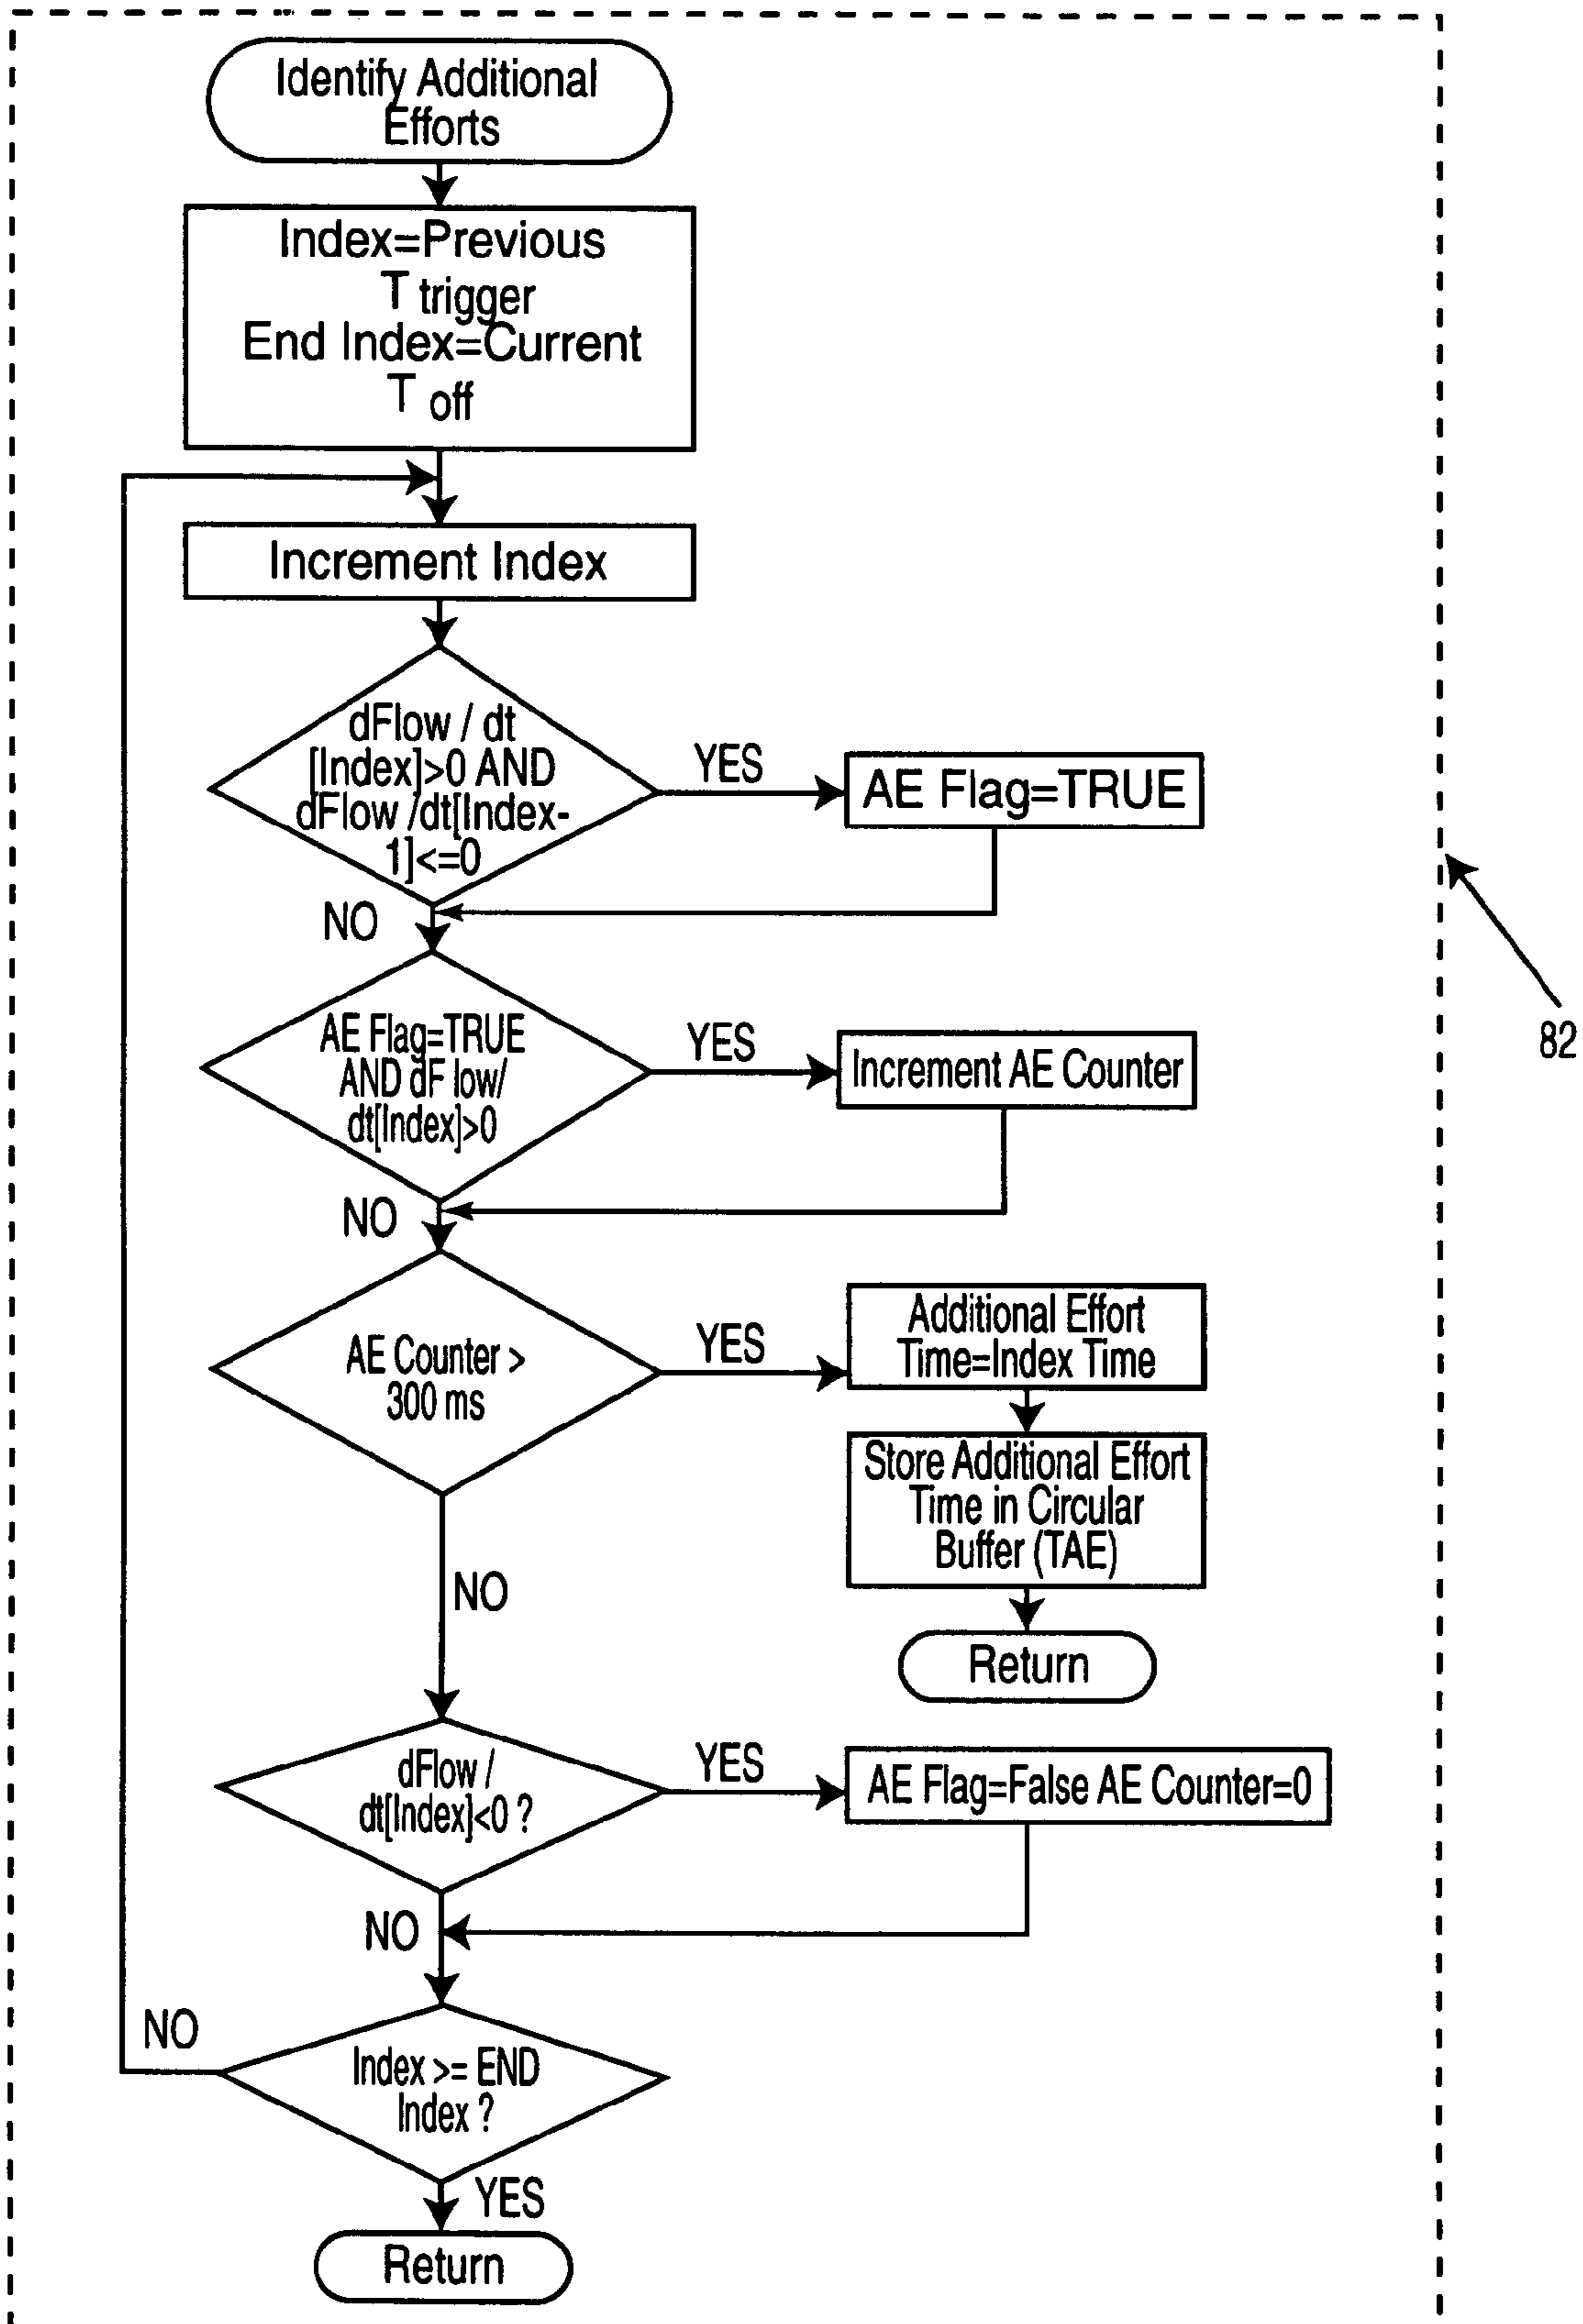 Identify Additional
Efforts
Index=Previous
T trigger
End Index=Current
T off
Increment Index
dFlow / dt
[Index]>0 AND
dFlow /dt[Index-
1]<=0
YES
AE Flag=TRUE
NO
AE Flag=TRUE
AND dF low/
dt[Index]>0
YES
Increment AE Counter
82
NO
AE Counter >
300 ms
YES
Additional Effort
Time=Index Time
Store Additional Effort
Time in Circular
Buffer (TAE)
NO
Return
dFlow /
dt[Index]<0 ?
YES
AE Flag=False AE Counter=0
NO
NO
Index >= END
Index ?
YES
Return